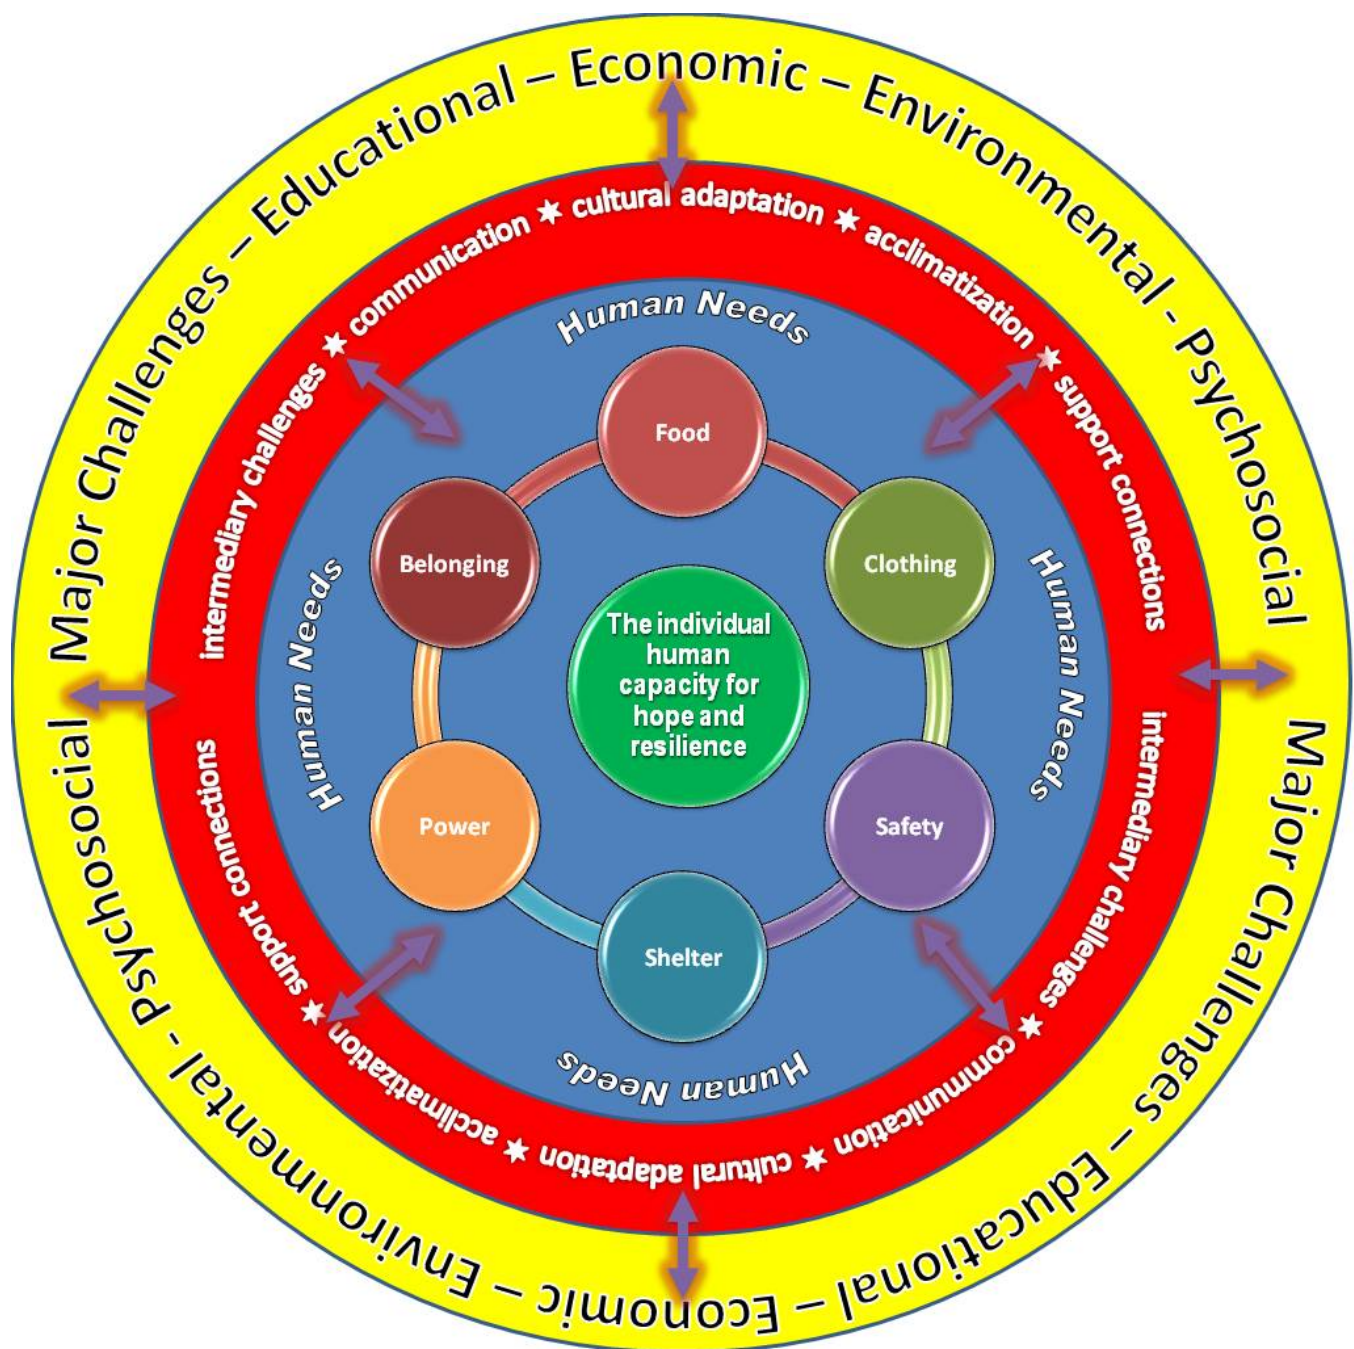 Major Challenges – Educational – Economic – Environmental - Psychosocial
Major Challenges – Educational – Economic – Environmental - Psychosocial
intermediary challenges ★ communication ★ cultural adaptation ★ acclimatization ★ support connections
intermediary challenges ★ communication ★ cultural adaptation ★ acclimatization ★ support connections
Human Needs
Human Needs
Human Needs
Human Needs
Food
Clothing
Safety
Shelter
Power
Belonging
The individual
human
capacity for
hope and
resilience